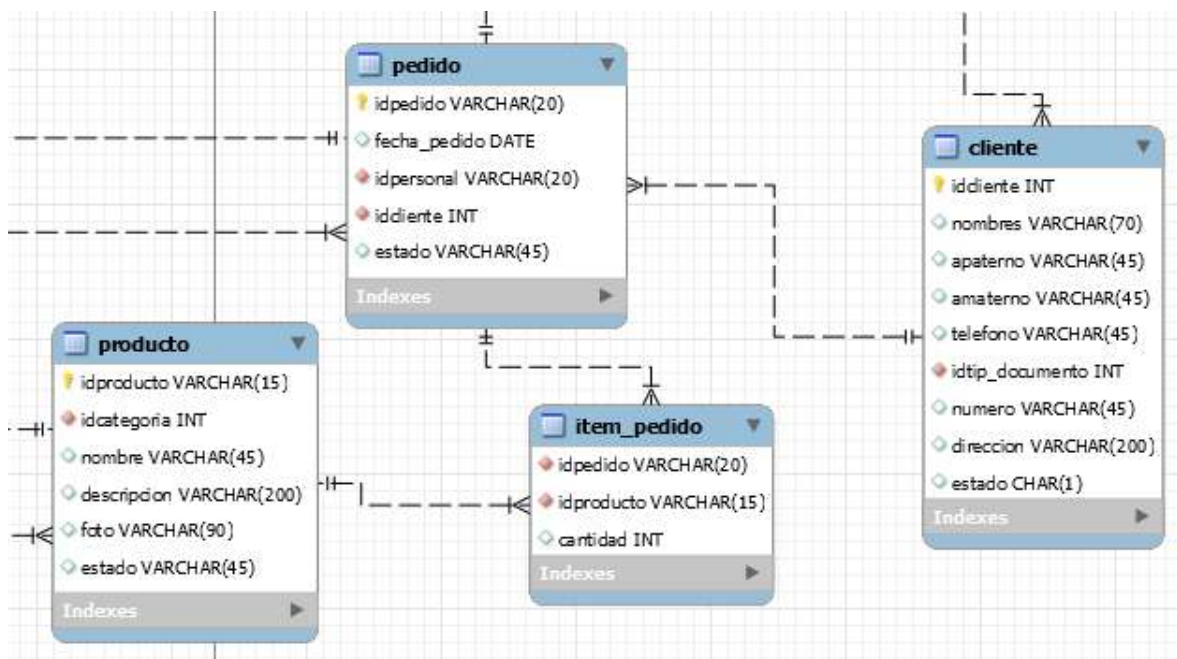 pedido
idpedido VARCHAR(20)
fecha_pedido DATE
idpersonal VARCHAR(20)
idcliente INT
estado VARCHAR(45)
Indexes
cliente
idcliente INT
nombres VARCHAR(70)
apaterno VARCHAR(45)
amaterno VARCHAR(45)
telefono VARCHAR(45)
idtip_documento INT
numero VARCHAR(45)
direccion VARCHAR(200)
estado CHAR(1)
Indexes
producto
idproducto VARCHAR(15)
idcategoria INT
nombre VARCHAR(45)
descripcion VARCHAR(200)
foto VARCHAR(90)
estado VARCHAR(45)
Indexes
item_pedido
idpedido VARCHAR(20)
idproducto VARCHAR(15)
cantidad INT
Indexes